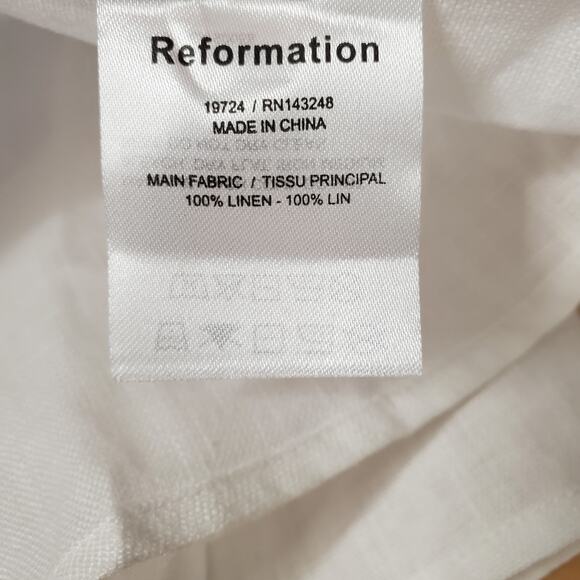 Reformation
19724 / RN143248
MADE IN CHINA
MAIN FABRIC / TISSU PRINCIPAL
100% LINEN - 100% LIN